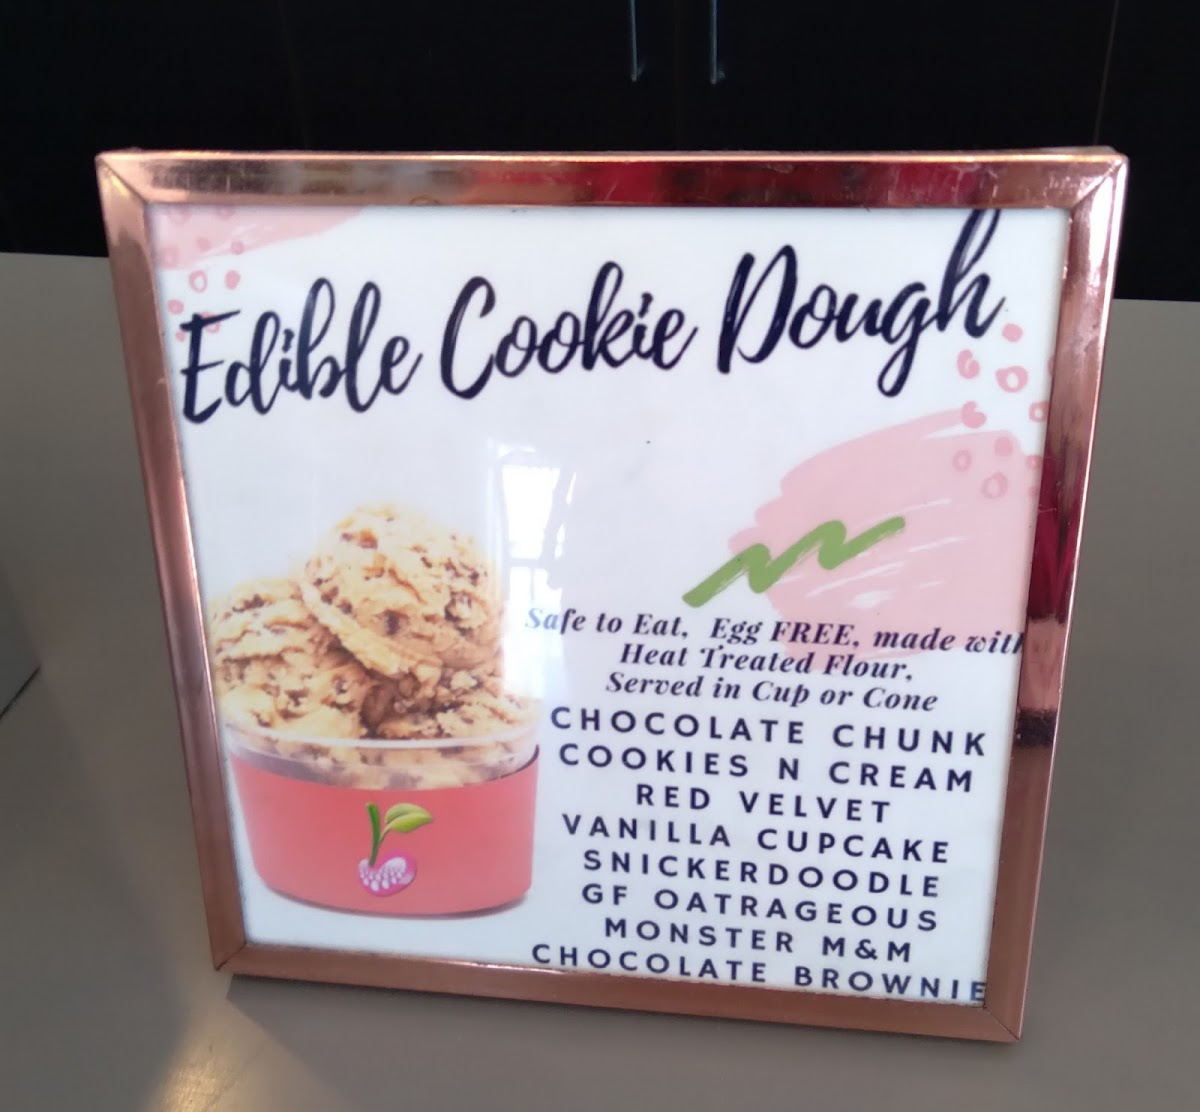 Edible Cookie Dough
Safe to Eat, Egg FREE, made with
Heat Treated Flour,
Served in Cup or Cone
CHOCOLATE CHUNK
COOKIES N CREAM
RED VELVET
VANILLA CUPCAKE
SNICKERDOODLE
GF OATRAGEOUS
MONSTER M&M
CHOCOLATE BROWNIE